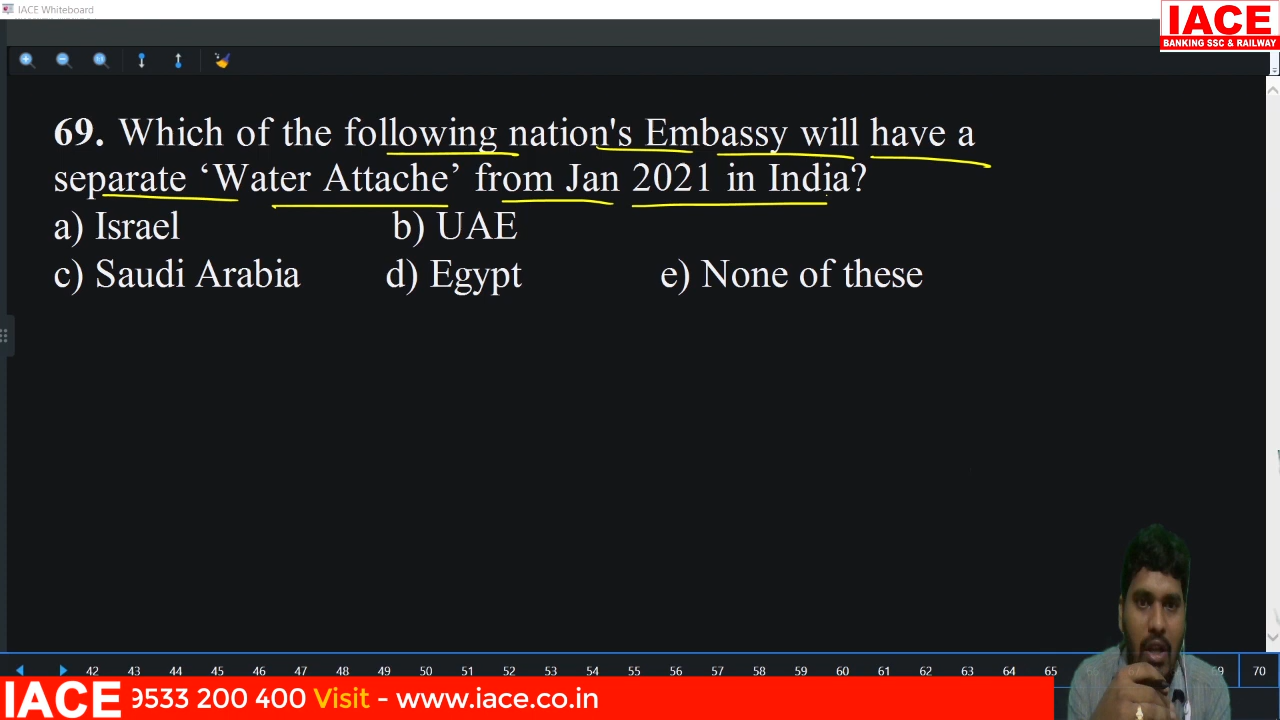 IACE Whiteboard
IACE
BANKING SSC & RAILWAY
69. Which of the following nation's Embassy will have a
separate ‘Water Attache’ from Jan 2021 in India?
a) Israel b) UAE
c) Saudi Arabia d) Egypt e) None of these
42 43 44 45 46 47 48 49 50 51 52 53 54 55 56 57 58 59 60 61 62 63 64 65 69 70
IACE 9533 200 400 Visit - www.iace.co.in